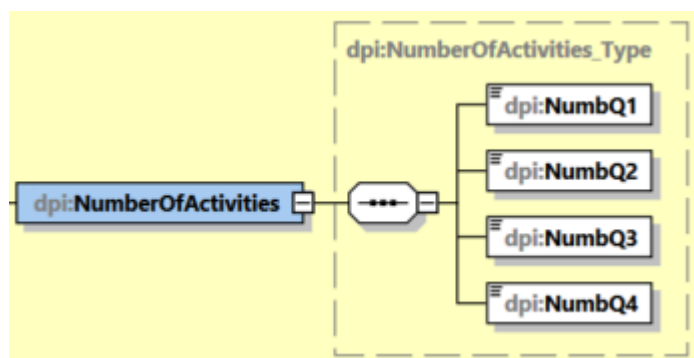 dpi:NumberOfActivities_Type
dpi:NumbQ1
dpi:NumbQ2
dpi:NumberOfActivities
dpi:NumbQ3
dpi:NumbQ4